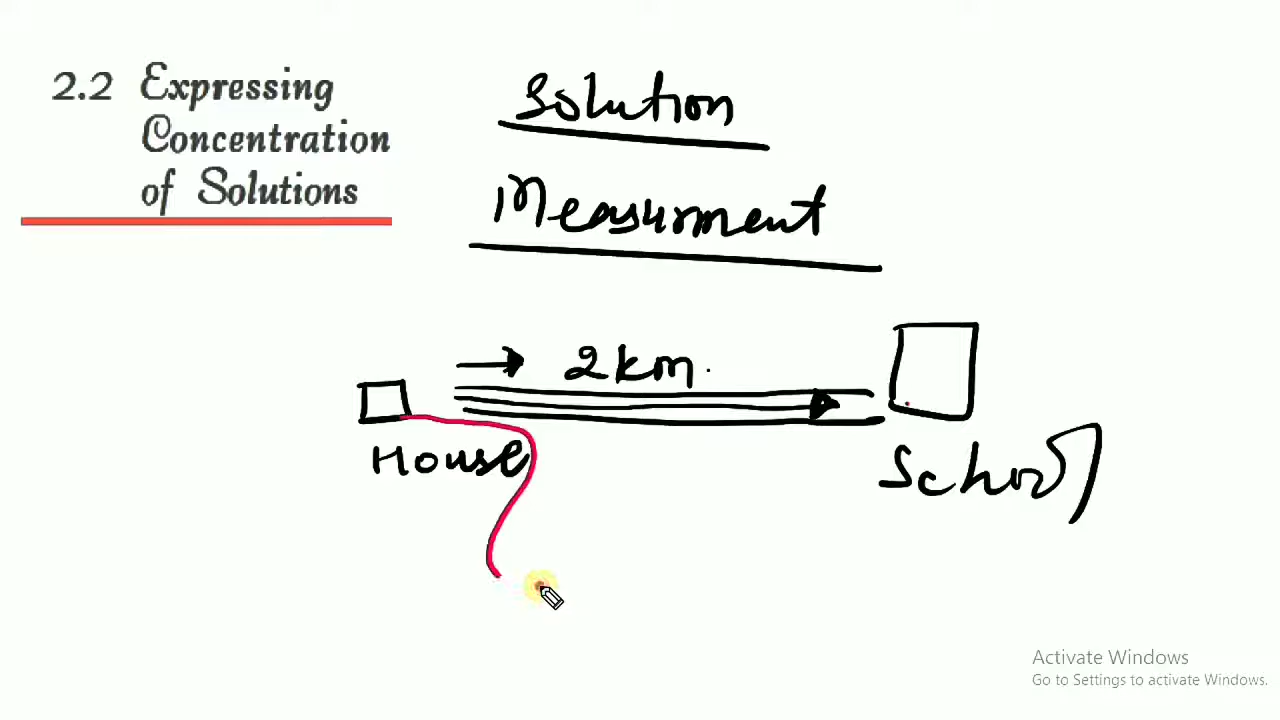 2.2 Expressing
Concentration
of Solutions
Solution
Measurment
2km.
House
School
Activate Windows
Go to Settings to activate Windows.